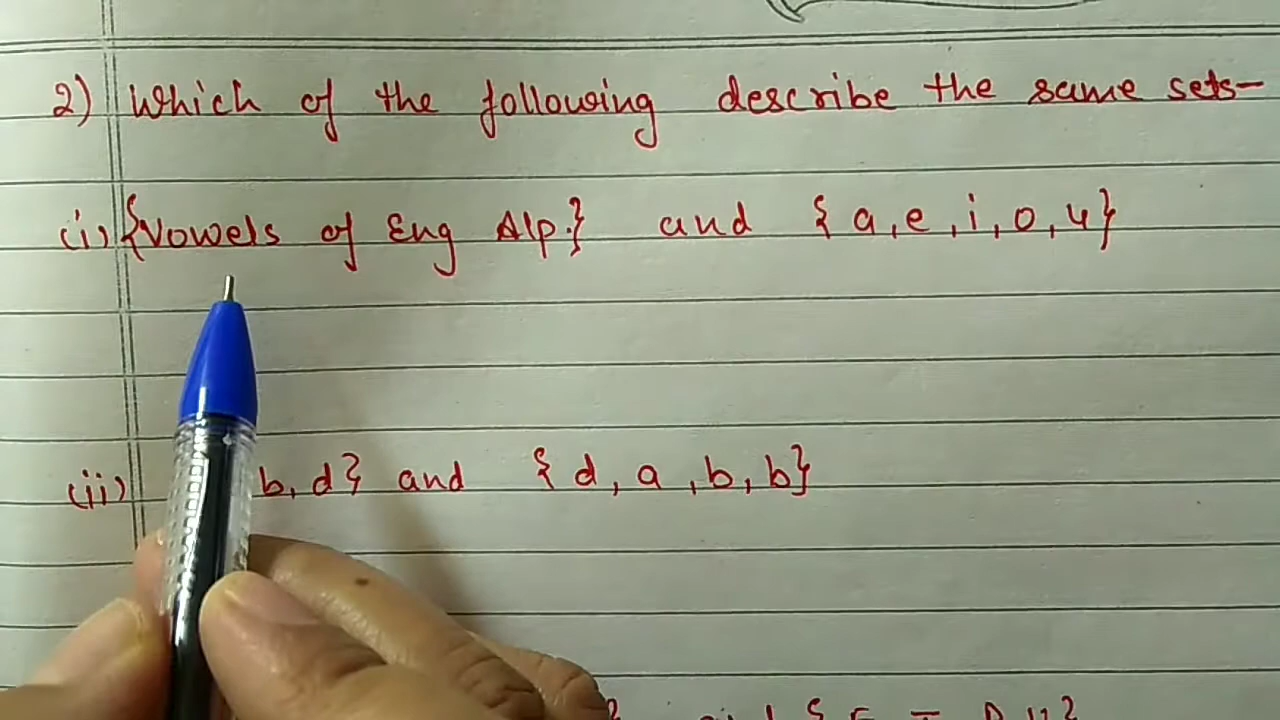 2) Which of the following describe the same sets-
(i) {Vowels of Eng Alp.} and { a, e, i, o, u}
(ii) b, d} and { d, a, b, b}